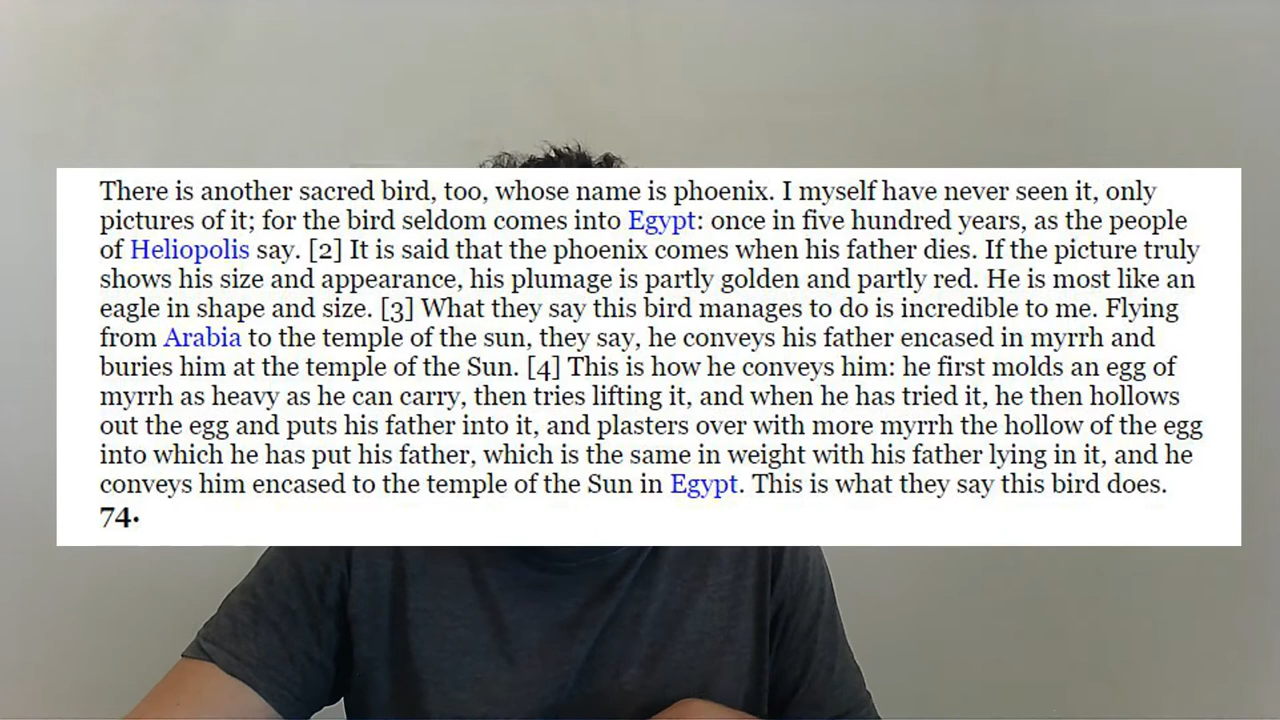 There is another sacred bird, too, whose name is phoenix. I myself have never seen it, only
pictures of it; for the bird seldom comes into Egypt: once in five hundred years, as the people
of Heliopolis say. [2] It is said that the phoenix comes when his father dies. If the picture truly
shows his size and appearance, his plumage is partly golden and partly red. He is most like an
eagle in shape and size. [3] What they say this bird manages to do is incredible to me. Flying
from Arabia to the temple of the sun, they say, he conveys his father encased in myrrh and
buries him at the temple of the Sun. [4] This is how he conveys him: he first molds an egg of
myrrh as heavy as he can carry, then tries lifting it, and when he has tried it, he then hollows
out the egg and puts his father into it, and plasters over with more myrrh the hollow of the egg
into which he has put his father, which is the same in weight with his father lying in it, and he
conveys him encased to the temple of the Sun in Egypt. This is what they say this bird does.
74.